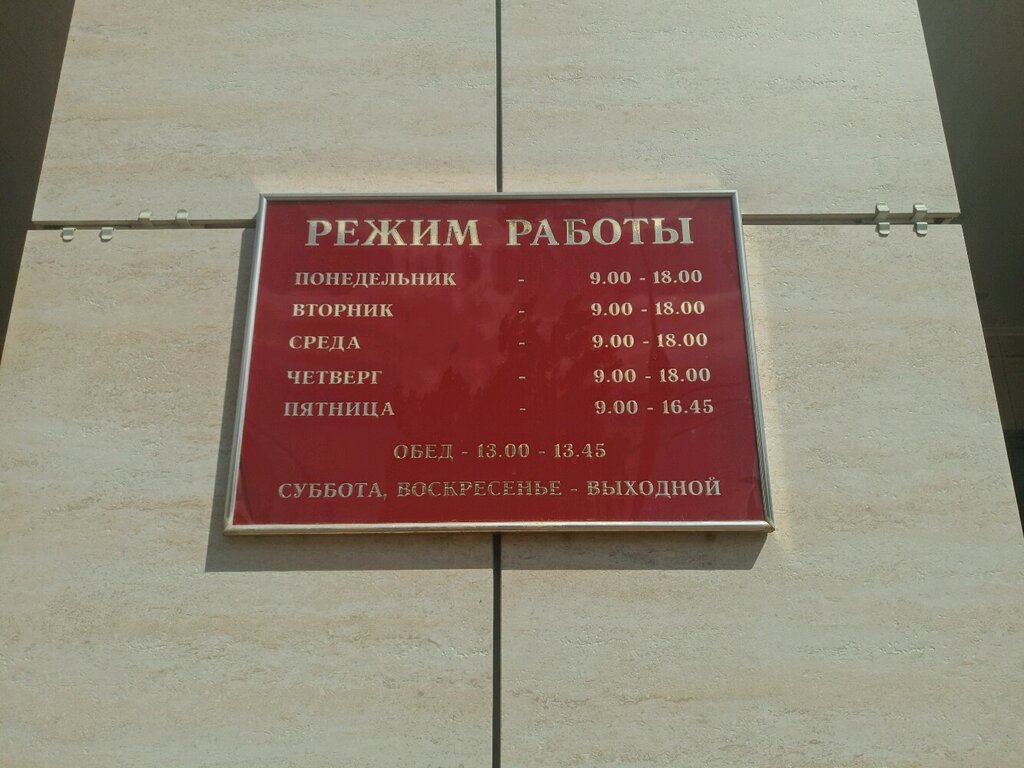 РЕЖИМ РАБОТЫ
ПОНЕДЕЛЬНИК - 9.00 - 18.00
ВТОРНИК - 9.00 - 18.00
СРЕДА - 9.00 - 18.00
ЧЕТВЕРГ - 9.00 - 18.00
ПЯТНИЦА - 9.00 - 16.45
ОБЕД - 13.00 - 13.45
СУББОТА, ВОСКРЕСЕНЬЕ - ВЫХОДНОЙ